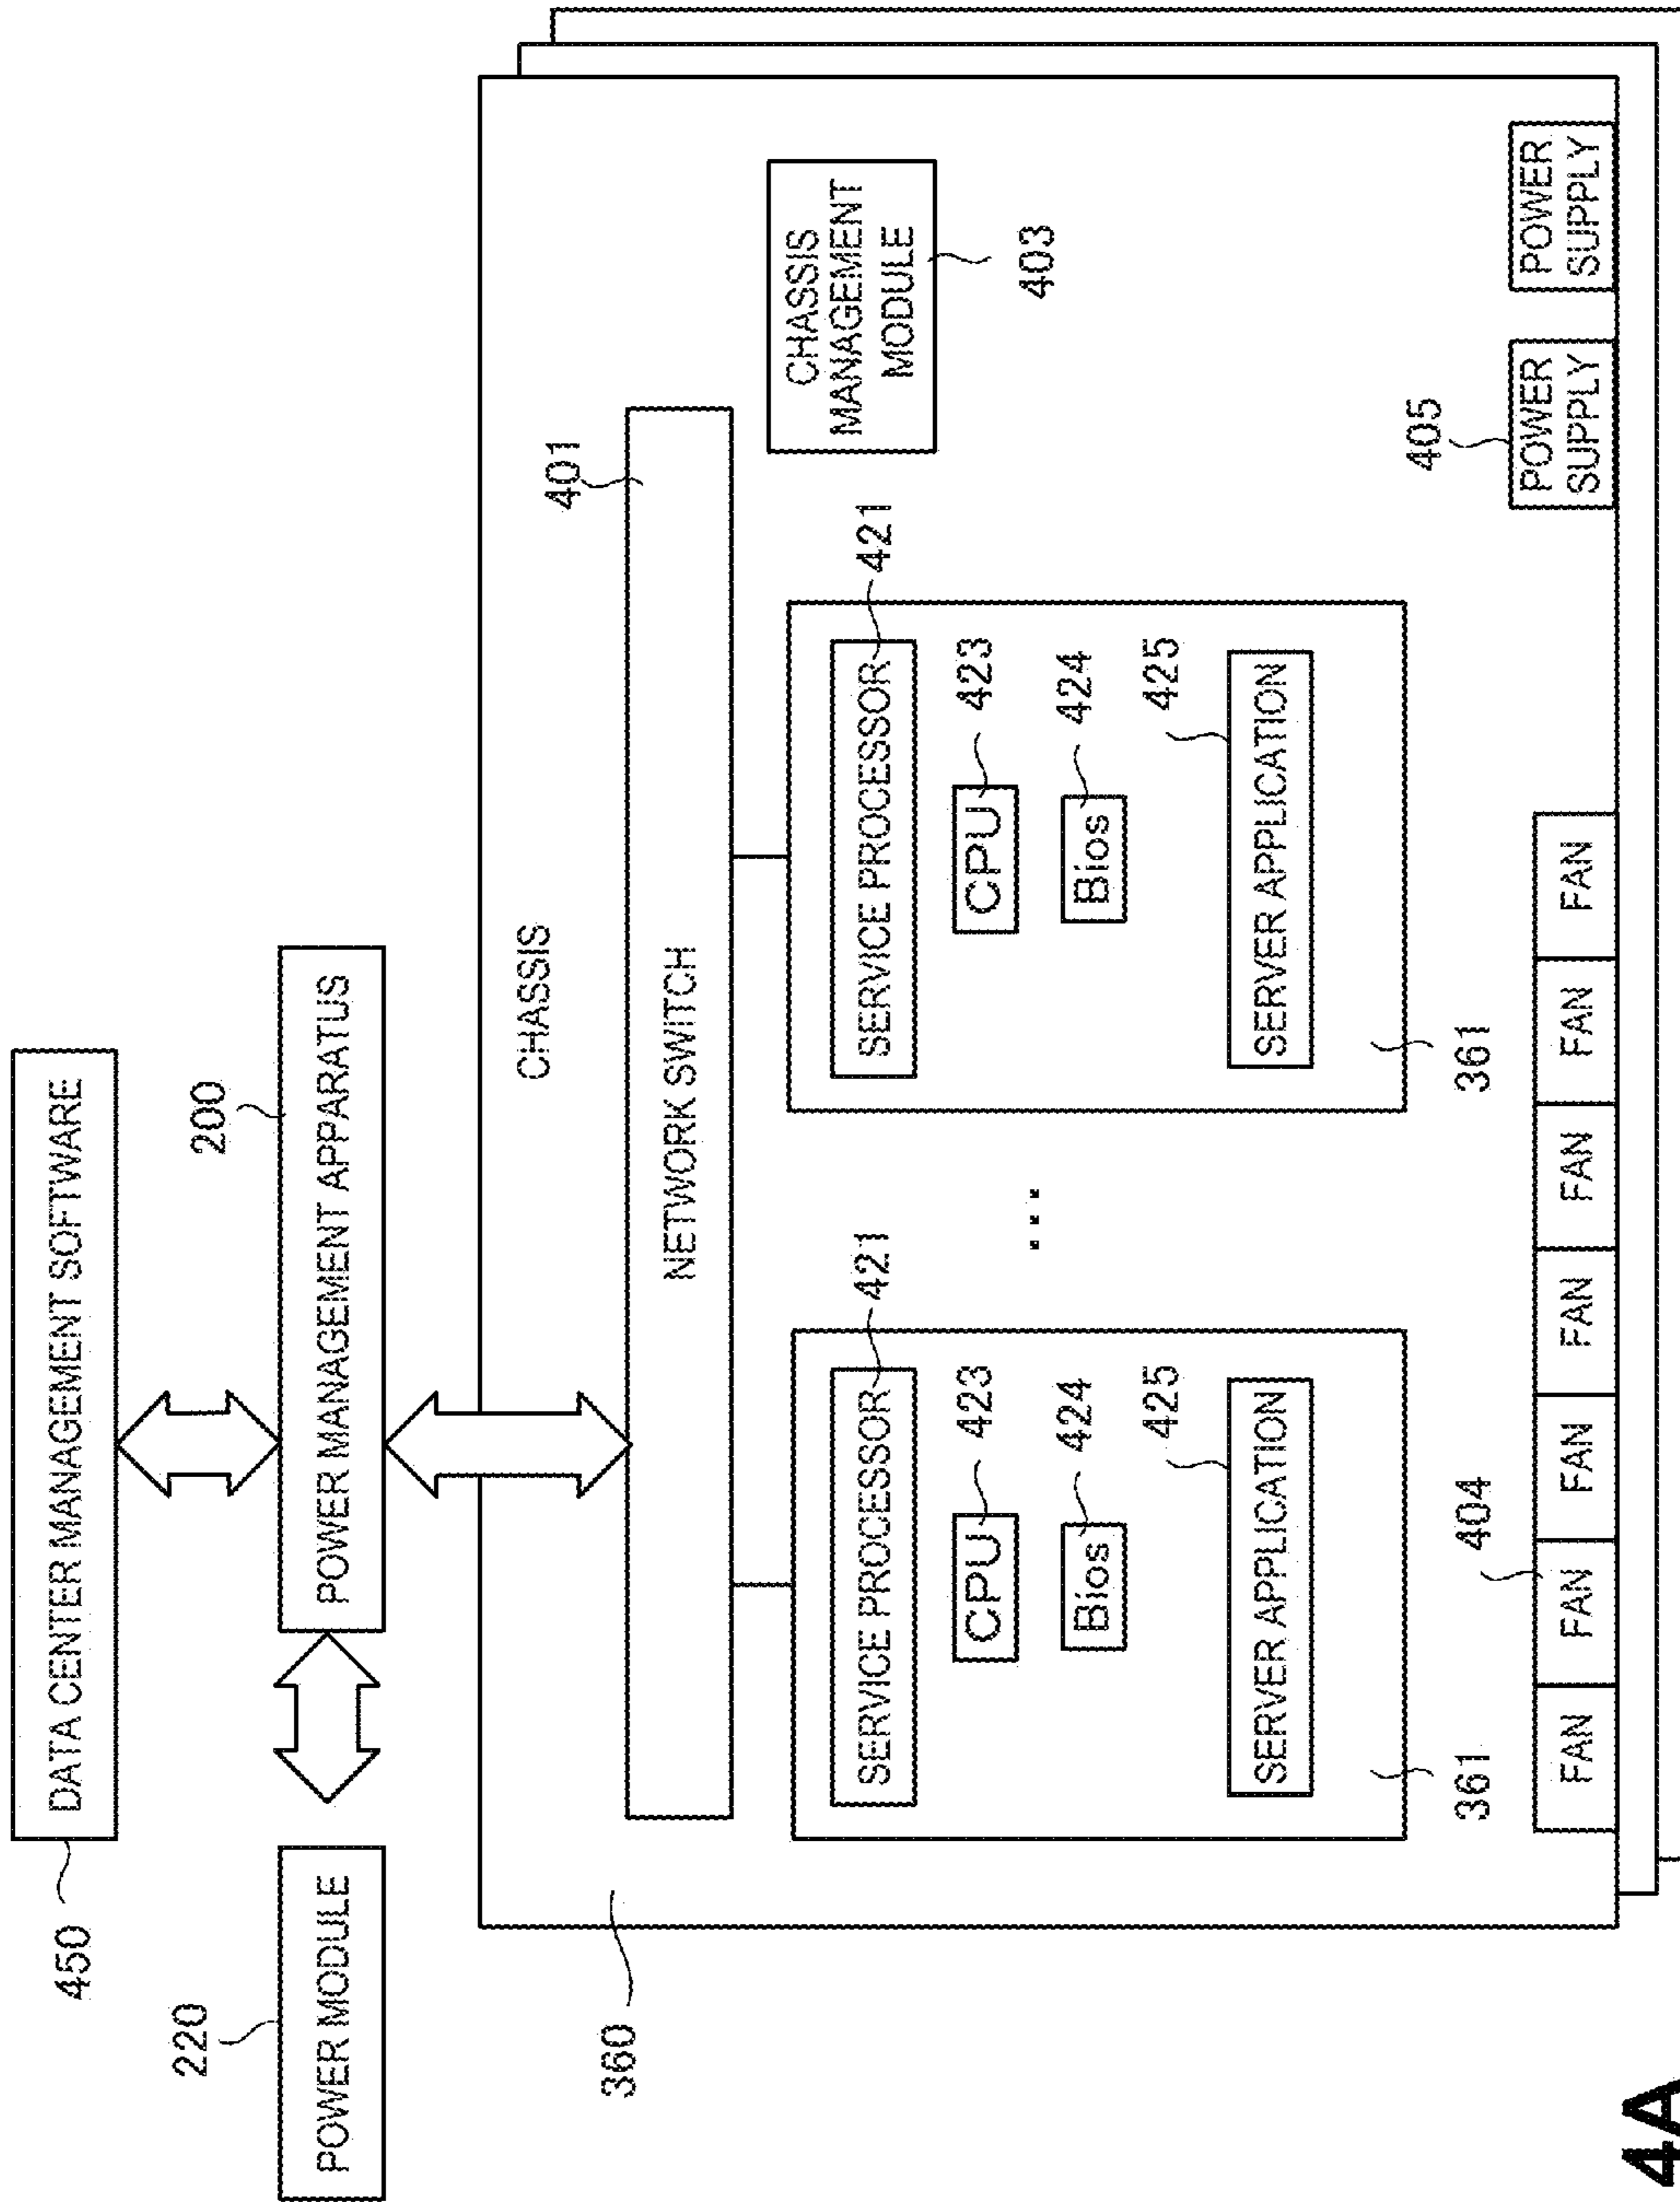 DATA CENTER MANAGEMENT SOFTWARE
450
200
220
POWER MODULE
POWER MANAGEMENT APPARATUS
360
CHASSIS
401
NETWORK SWITCH
CHASSIS
MANAGEMENT
MODULE
403
SERVICE PROCESSOR
421
CPU
423
Bios
424
425
SERVER APPLICATION
361
...
SERVICE PROCESSOR
421
CPU
423
Bios
424
425
SERVER APPLICATION
361
404
FAN
FAN
FAN
FAN
FAN
FAN
FAN
405
POWER
SUPPLY
POWER
SUPPLY
4A